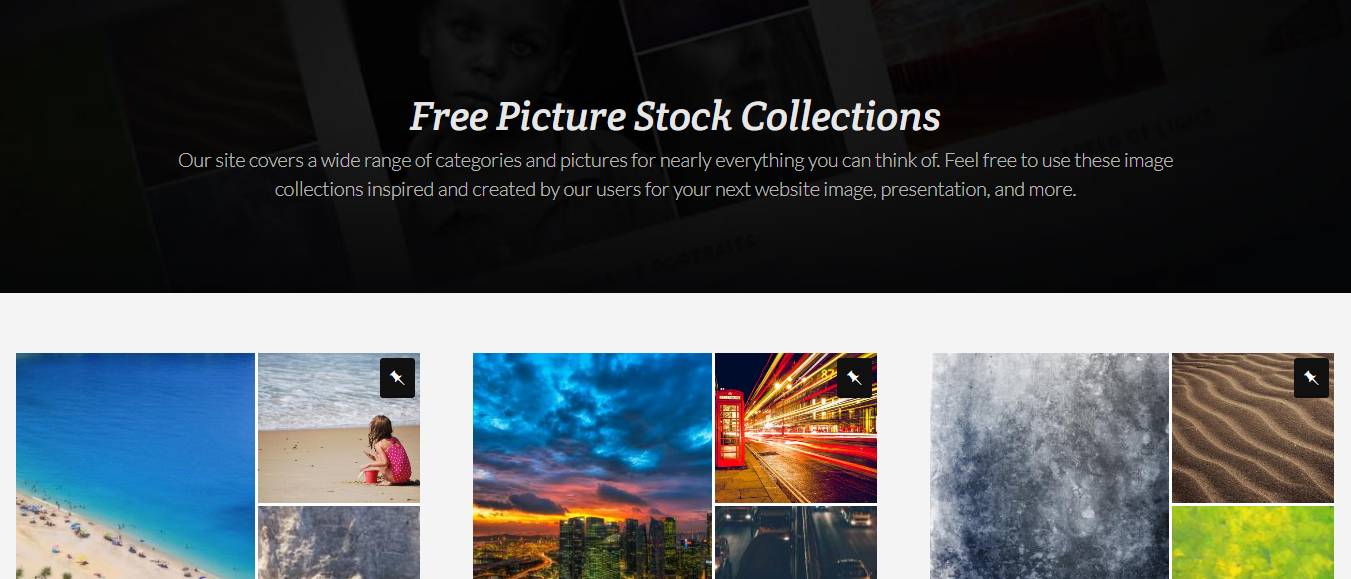 Free Picture Stock Collections
Our site covers a wide range of categories and pictures for nearly everything you can think of. Feel free to use these image
collections inspired and created by our users for your next website image, presentation, and more.